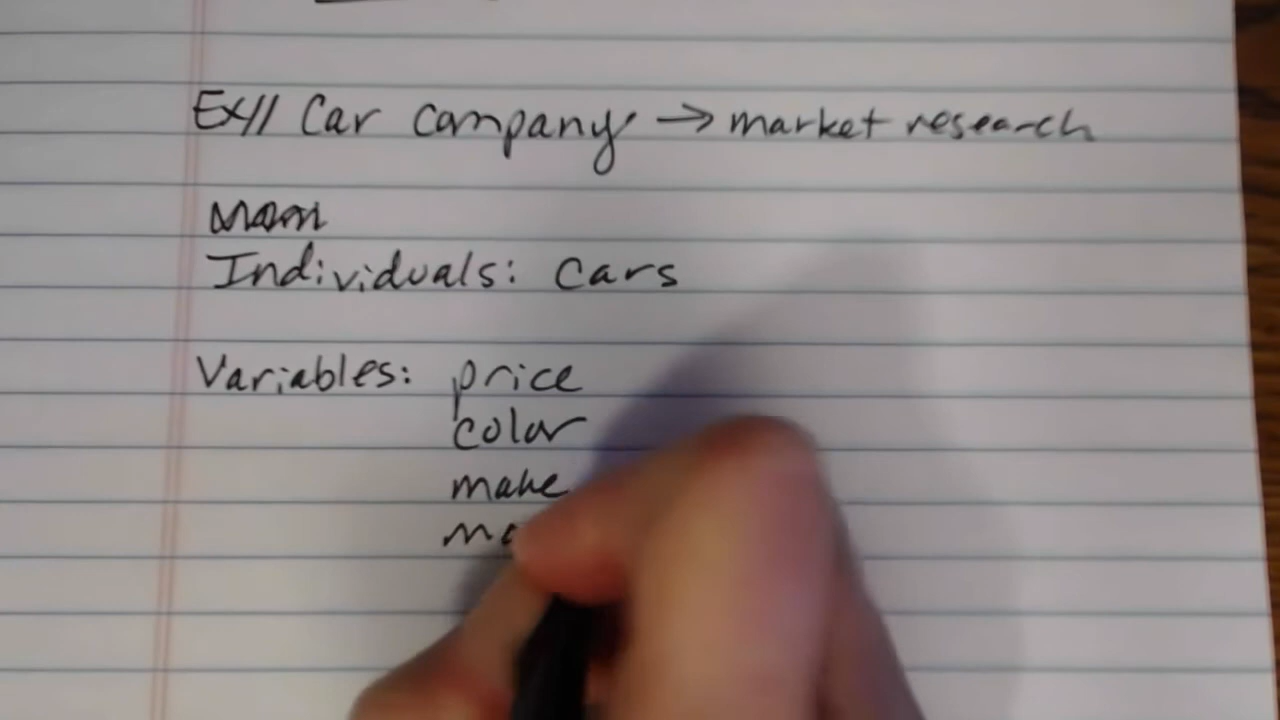 Ex// Car company → market research
Individuals: Cars
Variables: price
color
make